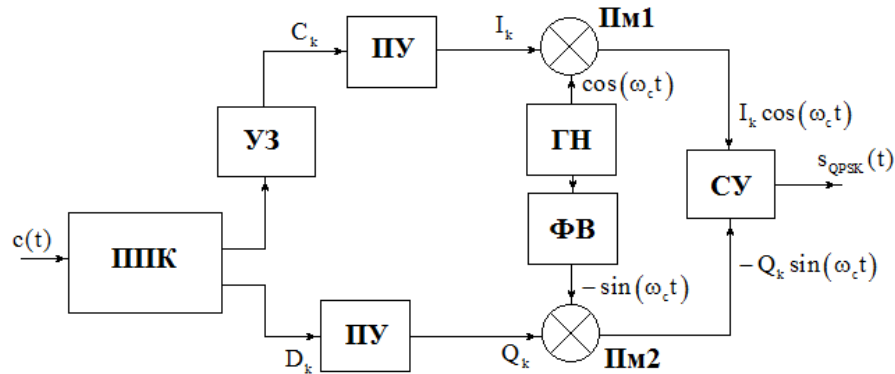 C_k
ПУ
I_k
Пм1
cos(ω_c t)
I_k cos(ω_c t)
УЗ
ГН
s_QPSK(t)
СУ
c(t)
ППК
ФВ
−sin(ω_c t)
−Q_k sin(ω_c t)
D_k
ПУ
Q_k
Пм2